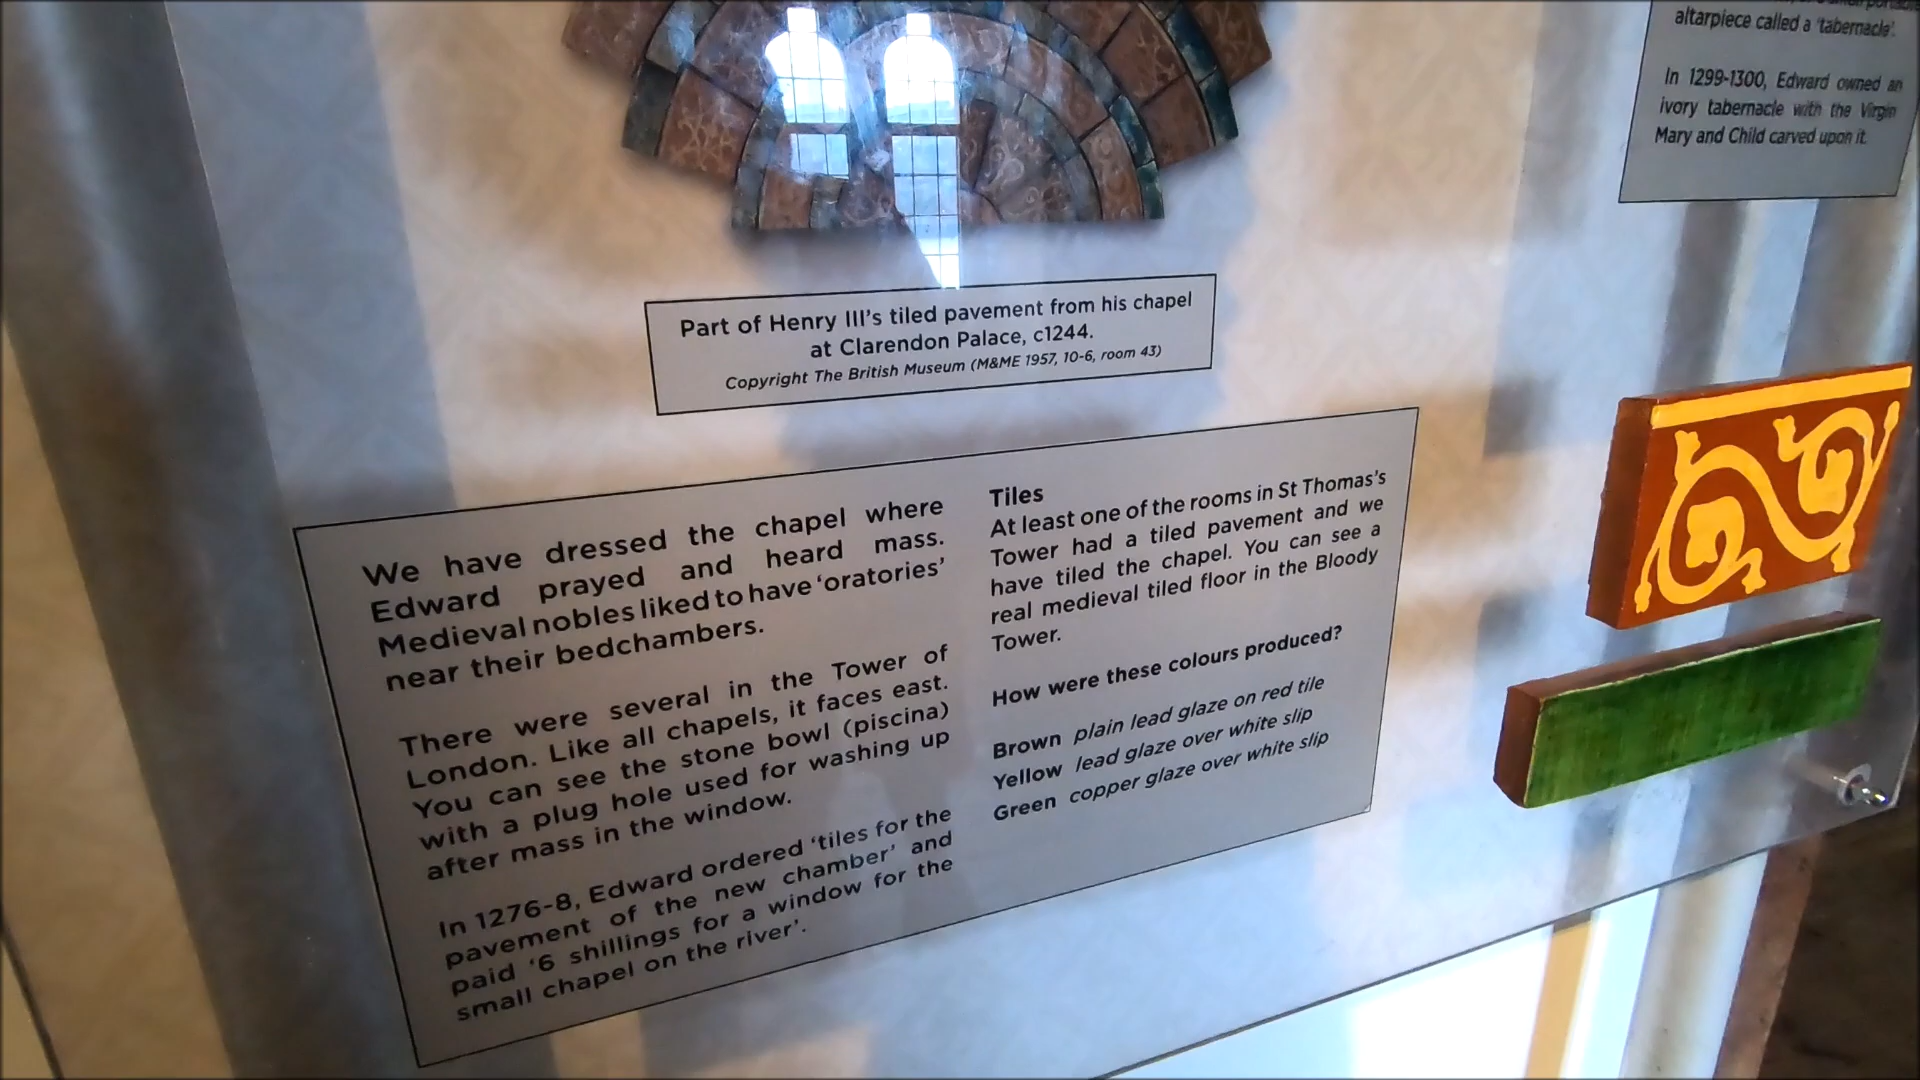 altarpiece called a 'tabernacle'.
In 1299-1300, Edward owned an
ivory tabernacle with the Virgin
Mary and Child carved upon it.
Part of Henry III's tiled pavement from his chapel
at Clarendon Palace, c1244.
Copyright The British Museum (M&ME 1957, 10-6, room 43)
We have dressed the chapel where
Edward prayed and heard mass.
Medieval nobles liked to have 'oratories'
near their bedchambers.
There were several in the Tower of
London. Like all chapels, it faces east.
You can see the stone bowl (piscina)
with a plug hole used for washing up
after mass in the window.
In 1276-8, Edward ordered 'tiles for the
pavement of the new chamber' and
paid '6 shillings for a window for the
small chapel on the river'.
Tiles
At least one of the rooms in St Thomas's
Tower had a tiled pavement and we
have tiled the chapel. You can see a
real medieval tiled floor in the Bloody
Tower.
How were these colours produced?
Brown plain lead glaze on red tile
Yellow lead glaze over white slip
Green copper glaze over white slip